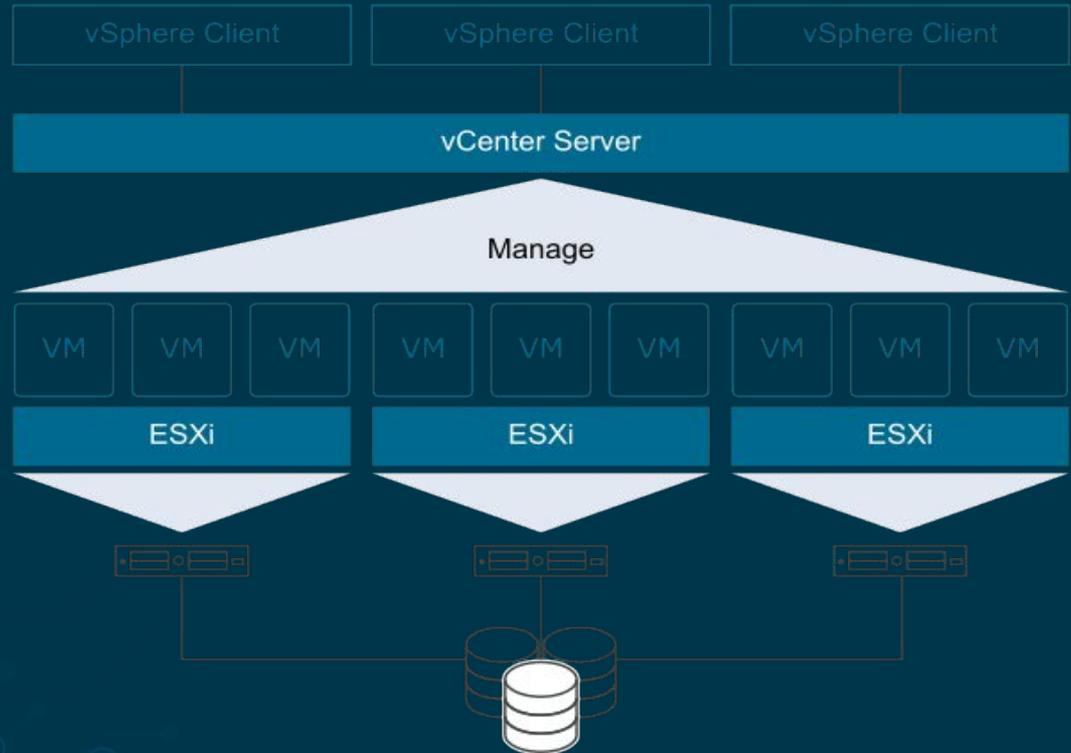 vSphere Client vSphere Client vSphere Client
vCenter Server
Manage
VM VM VM VM VM VM VM VM VM
ESXi ESXi ESXi